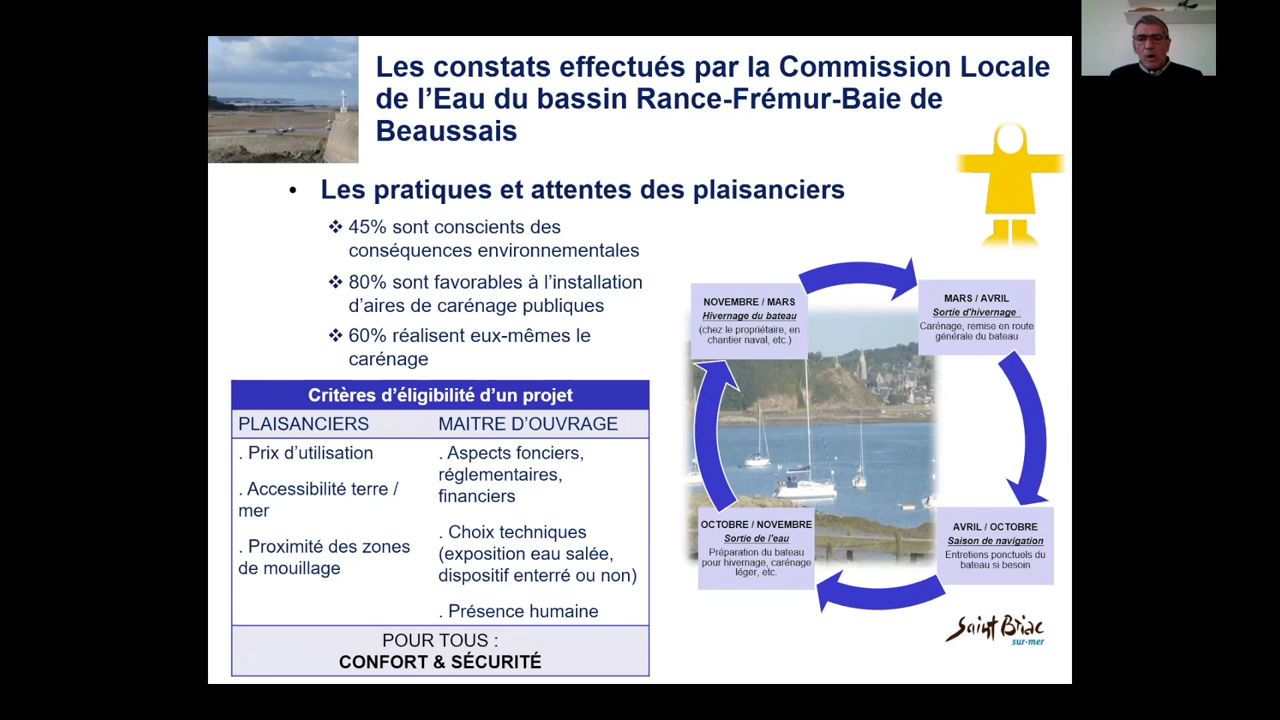 Les constats effectués par la Commission Locale
de l'Eau du bassin Rance-Frémur-Baie de
Beaussais
• Les pratiques et attentes des plaisanciers
❖ 45% sont conscients des
conséquences environnementales
❖ 80% sont favorables à l'installation
d'aires de carénage publiques
❖ 60% réalisent eux-mêmes le
carénage
Critères d'éligibilité d'un projet
PLAISANCIERS
. Prix d'utilisation
. Accessibilité terre /
mer
. Proximité des zones
de mouillage
MAITRE D'OUVRAGE
. Aspects fonciers,
réglementaires,
financiers
. Choix techniques
(exposition eau salée,
dispositif enterré ou non)
. Présence humaine
POUR TOUS :
CONFORT & SÉCURITÉ
NOVEMBRE / MARS
Hivernage du bateau
(chez le propriétaire, en
chantier naval, etc.)
MARS / AVRIL
Sortie d'hivernage :
Carénage, remise en route
générale du bateau
AVRIL / OCTOBRE
Saison de navigation
Entretiens ponctuels du
bateau si besoin
OCTOBRE / NOVEMBRE
Sortie de l'eau
Préparation du bateau
pour hivernage, carénage
léger, etc.
Saint Briac
sur-mer